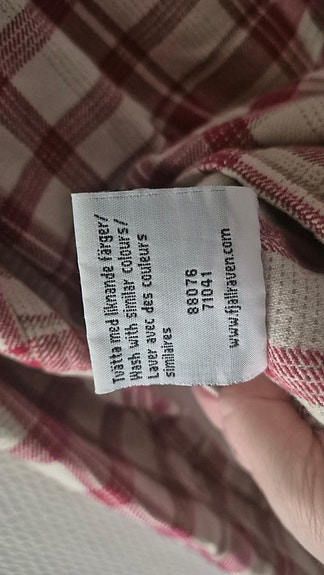 Tvätta med liknande färger/
Wash with similar colours/
Laver avec des couleurs
similaires
88076
71041
www.fjallraven.com